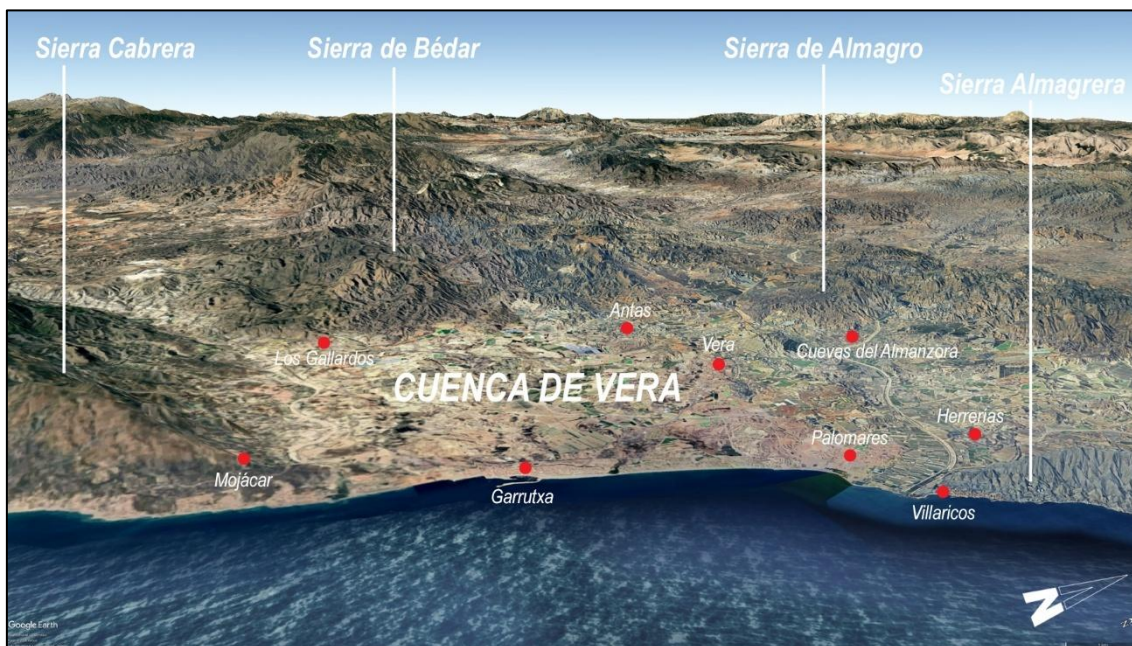 Sierra Cabrera
Sierra de Bédar
Sierra de Almagro
Sierra Almagrera
Antas
Los Gallardos
Vera
Cuevas del Almanzora
CUENCA DE VERA
Herrerías
Palomares
Mojácar
Garrutxa
Villaricos
N
Google Earth